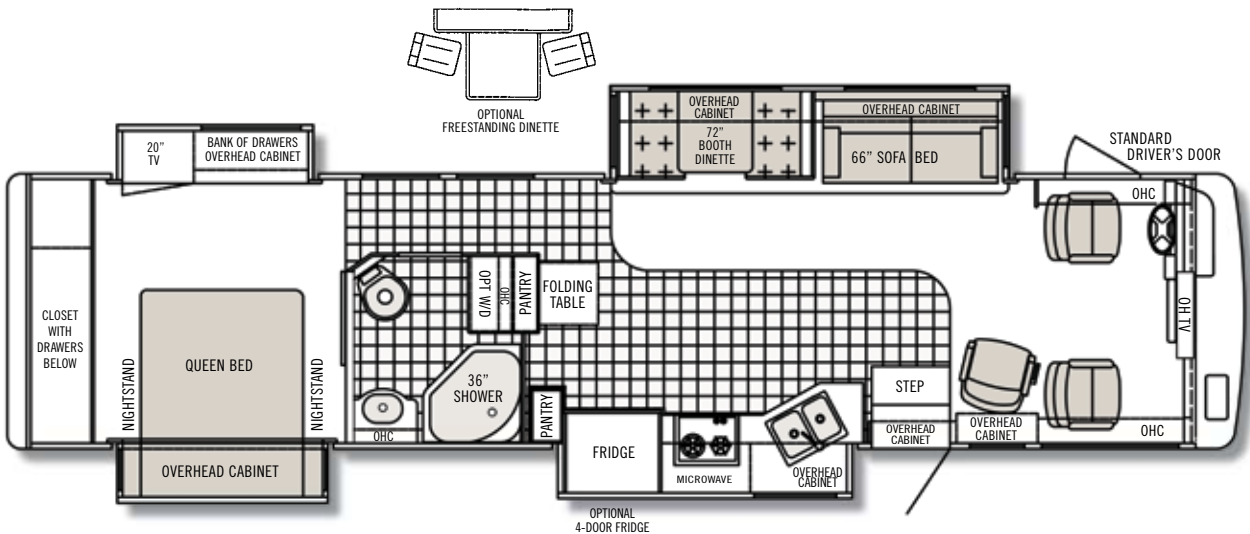 OPTIONAL
FREESTANDING DINETTE
20" 
TV
BANK OF DRAWERS
OVERHEAD CABINET
OVERHEAD
CABINET
72"
BOOTH
DINETTE
OVERHEAD CABINET
66" SOFA BED
STANDARD
DRIVER'S DOOR
OHC
CLOSET
WITH
DRAWERS
BELOW
NIGHTSTAND
QUEEN BED
NIGHTSTAND
OVERHEAD CABINET
OPT W/D
OHC
PANTRY
FOLDING
TABLE
36"
SHOWER
OHC
PANTRY
FRIDGE
MICROWAVE
OVERHEAD
CABINET
STEP
OVERHEAD
CABINET
OVERHEAD
CABINET
OHC
OH TV
OPTIONAL
4-DOOR FRIDGE